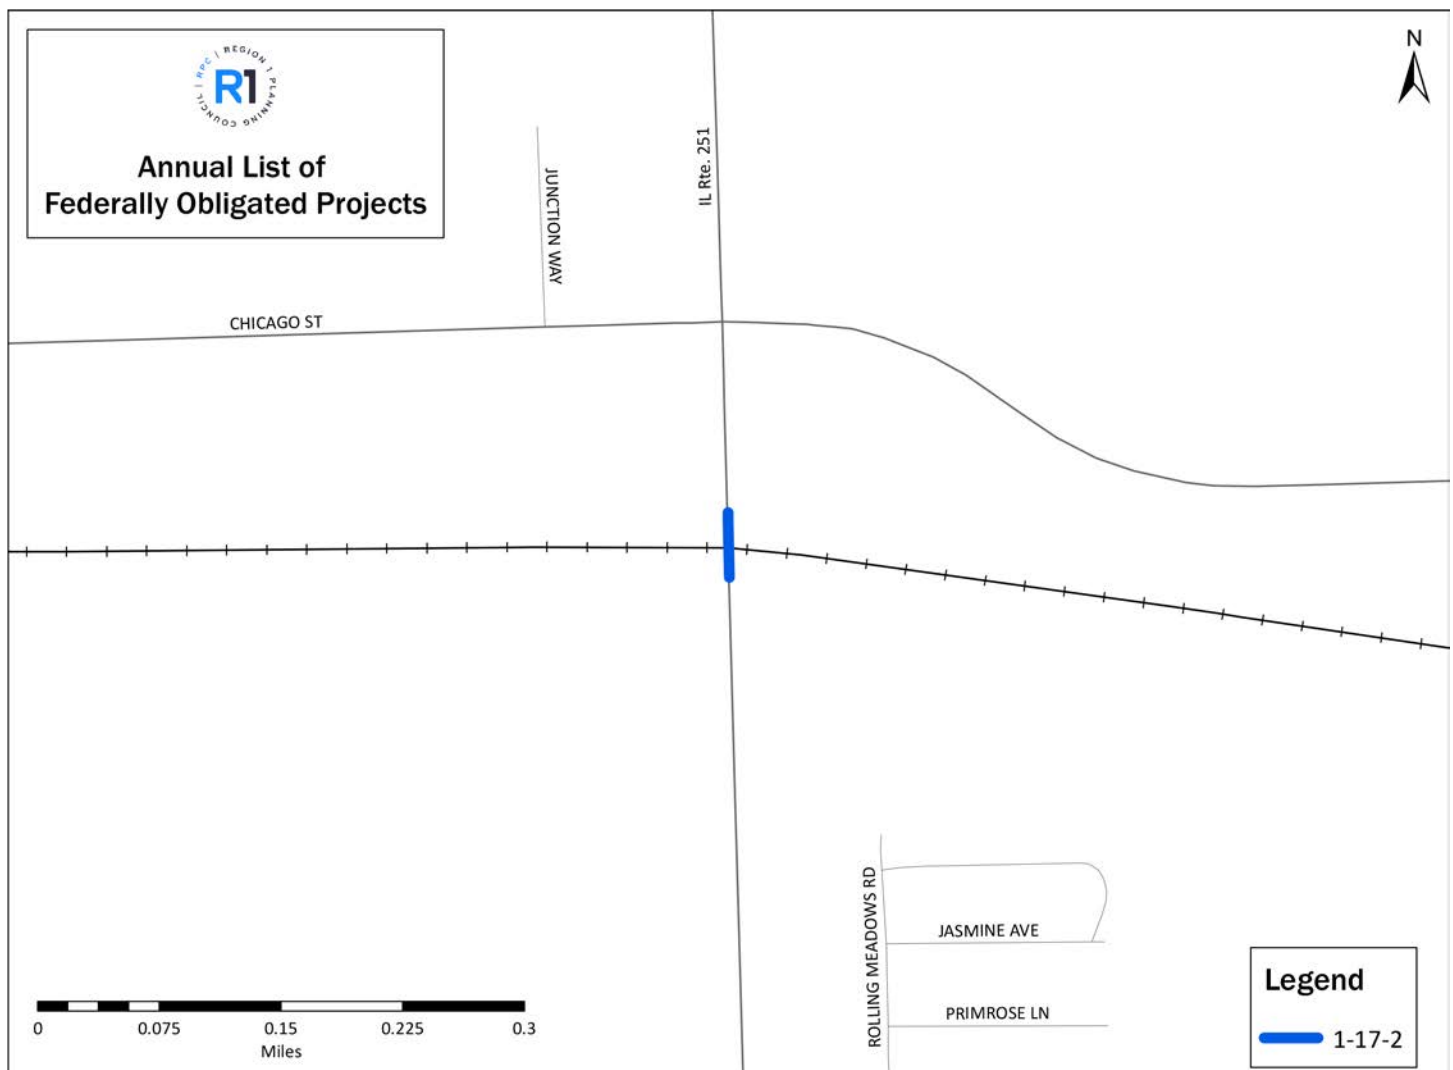 RPC | REGION 1 PLANNING COUNCIL |
R1
Annual List of
Federally Obligated Projects
N
IL Rte. 251
JUNCTION WAY
CHICAGO ST
ROLLING MEADOWS RD
JASMINE AVE
PRIMROSE LN
0 0.075 0.15 0.225 0.3
Miles
Legend
1-17-2